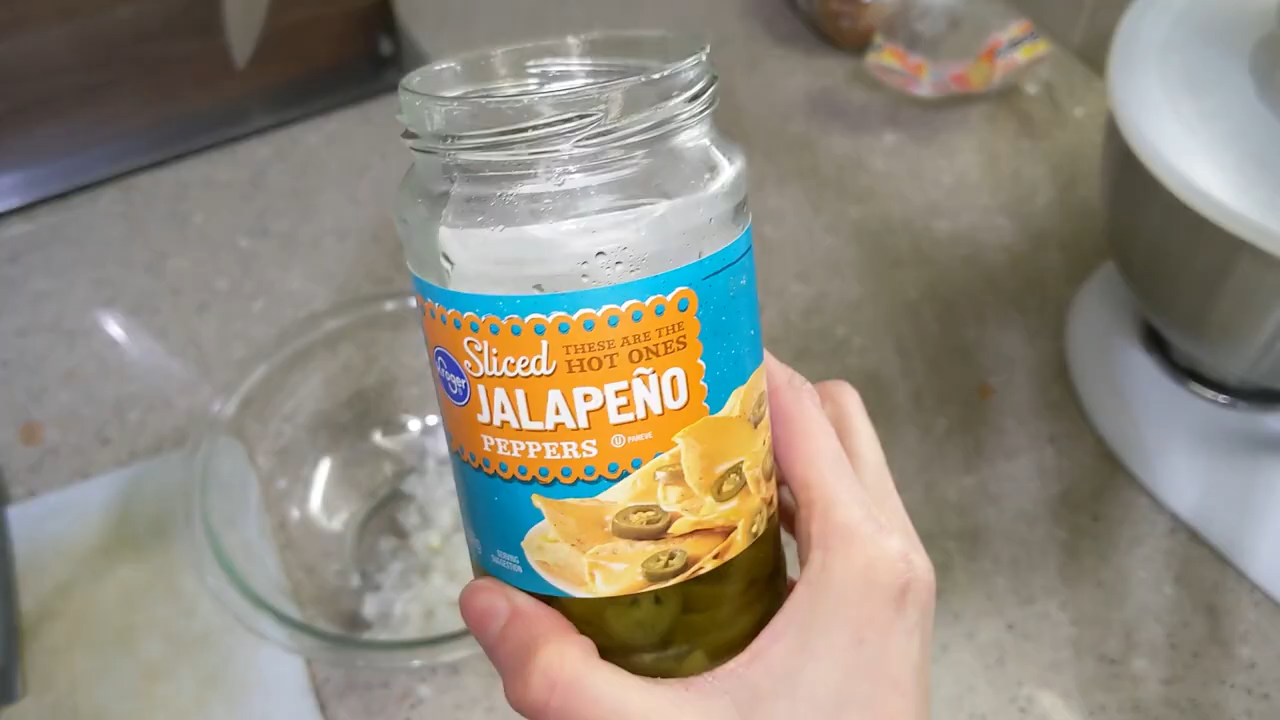 Kroger
Sliced
THESE ARE THE
HOT ONES
JALAPEÑO
PEPPERS
U PAREVE
SERVING
SUGGESTION